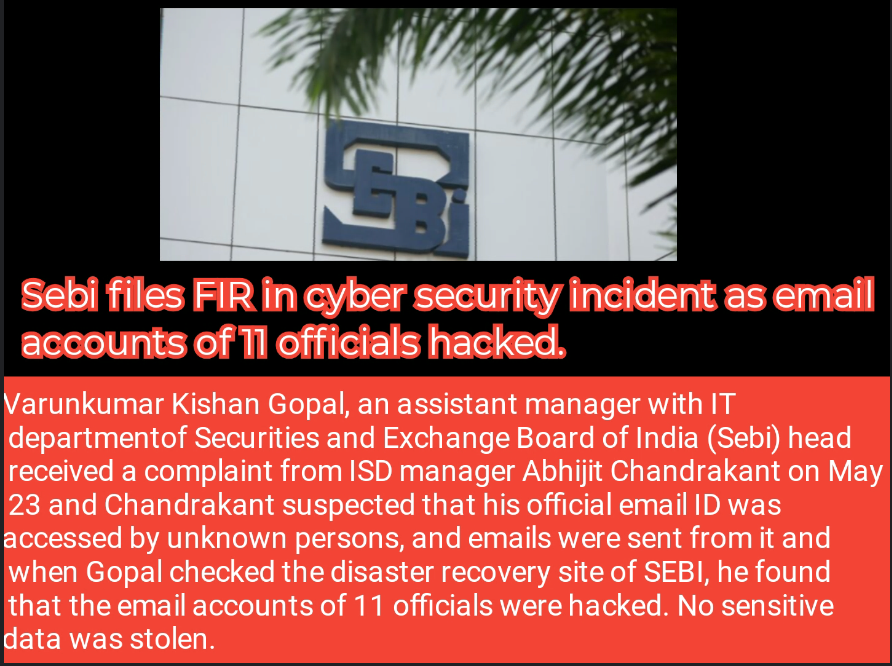 SEBi
Sebi files FIR in cyber security incident as email
accounts of 11 officials hacked.
Varunkumar Kishan Gopal, an assistant manager with IT
departmentof Securities and Exchange Board of India (Sebi) head
received a complaint from ISD manager Abhijit Chandrakant on May
23 and Chandrakant suspected that his official email ID was
accessed by unknown persons, and emails were sent from it and
when Gopal checked the disaster recovery site of SEBI, he found
that the email accounts of 11 officials were hacked. No sensitive
data was stolen.